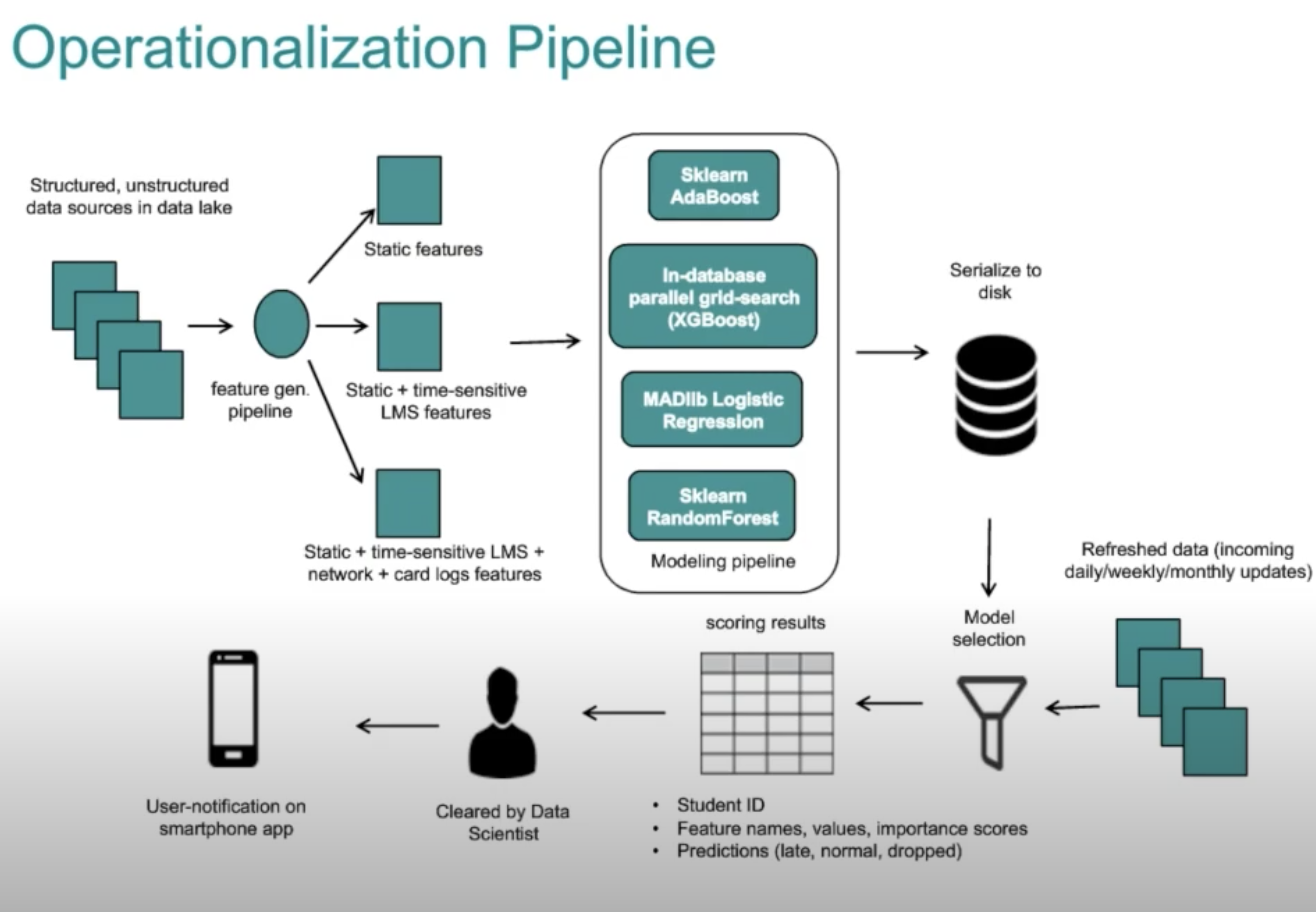 Operationalization Pipeline
Structured, unstructured
data sources in data lake
feature gen.
pipeline
Static features
Static + time-sensitive
LMS features
Static + time-sensitive LMS +
network + card logs features
Sklearn
AdaBoost
In-database
parallel grid-search
(XGBoost)
MADlib Logistic
Regression
Sklearn
RandomForest
Modeling pipeline
Serialize to
disk
Refreshed data (incoming
daily/weekly/monthly updates)
Model
selection
scoring results
• Student ID
• Feature names, values, importance scores
• Predictions (late, normal, dropped)
Cleared by Data
Scientist
User-notification on
smartphone app